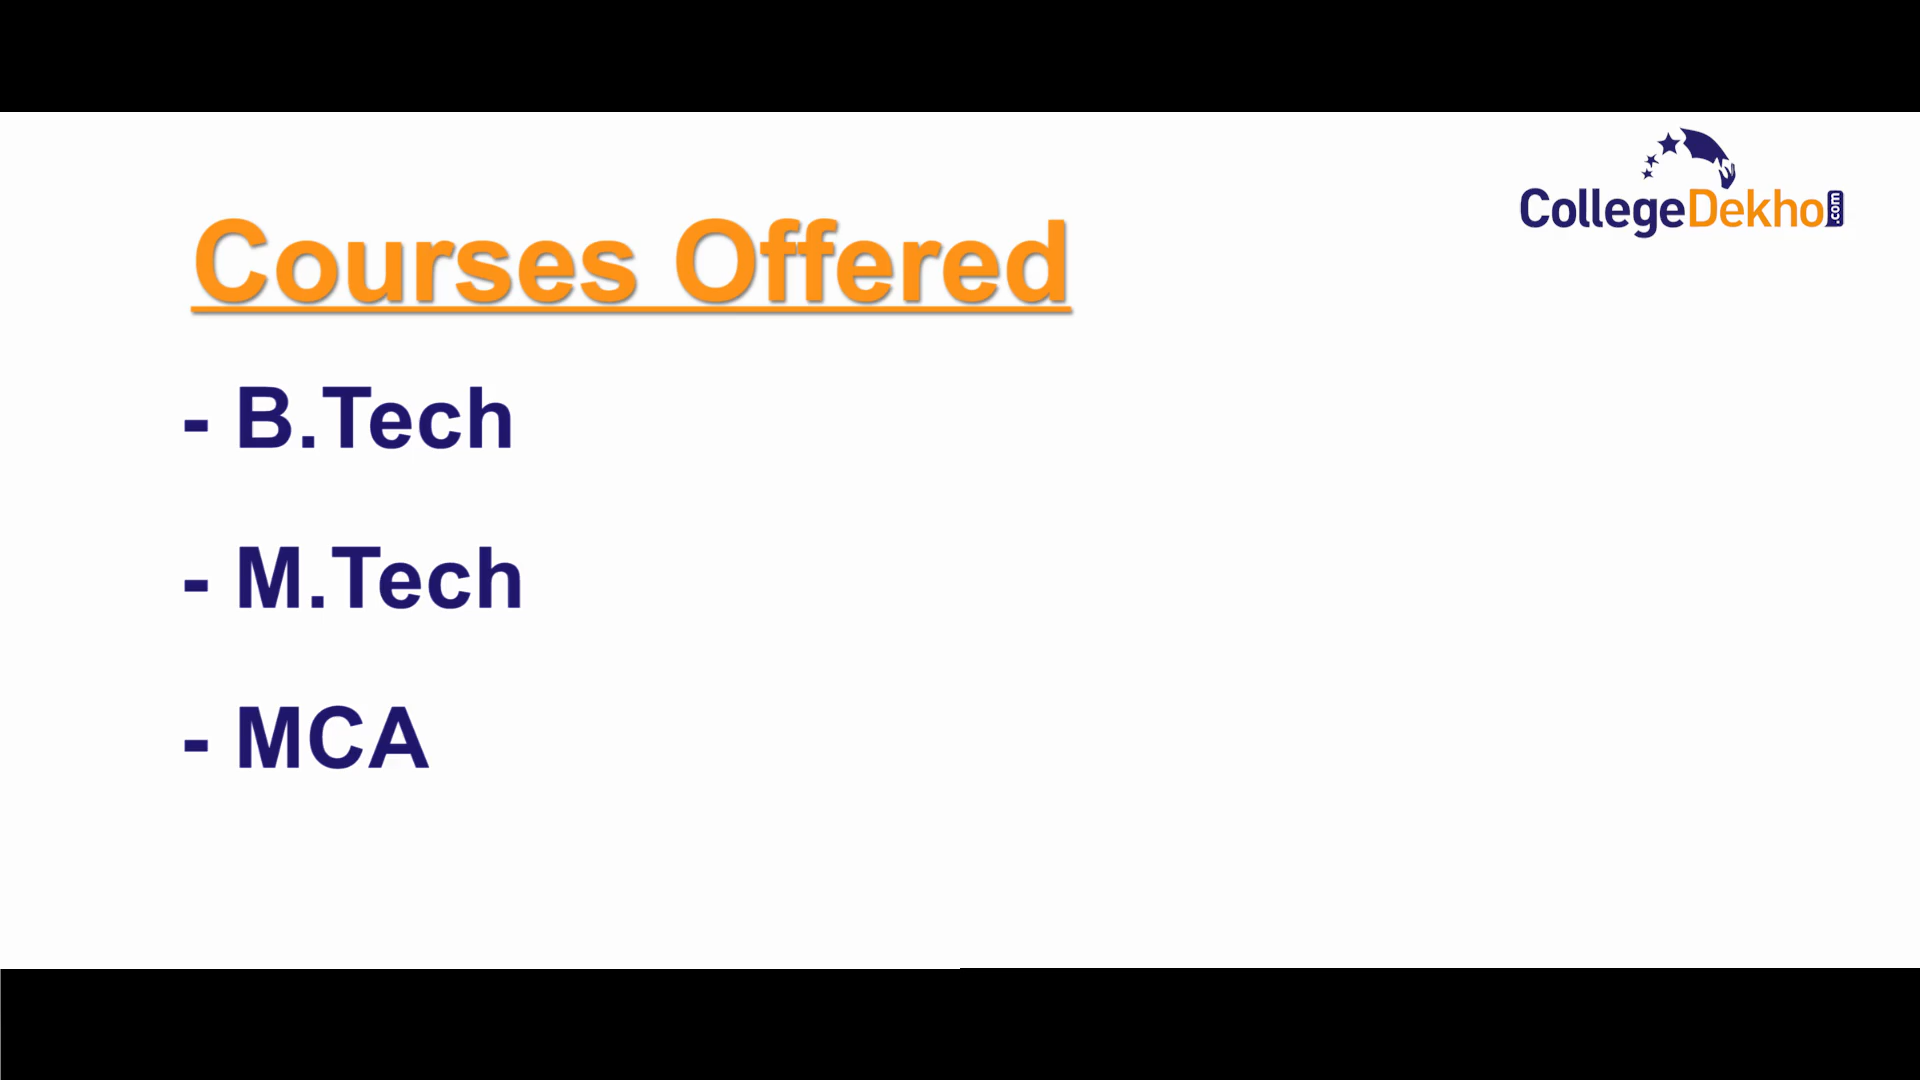 CollegeDekho.com
Courses Offered
- B.Tech
- M.Tech
- MCA